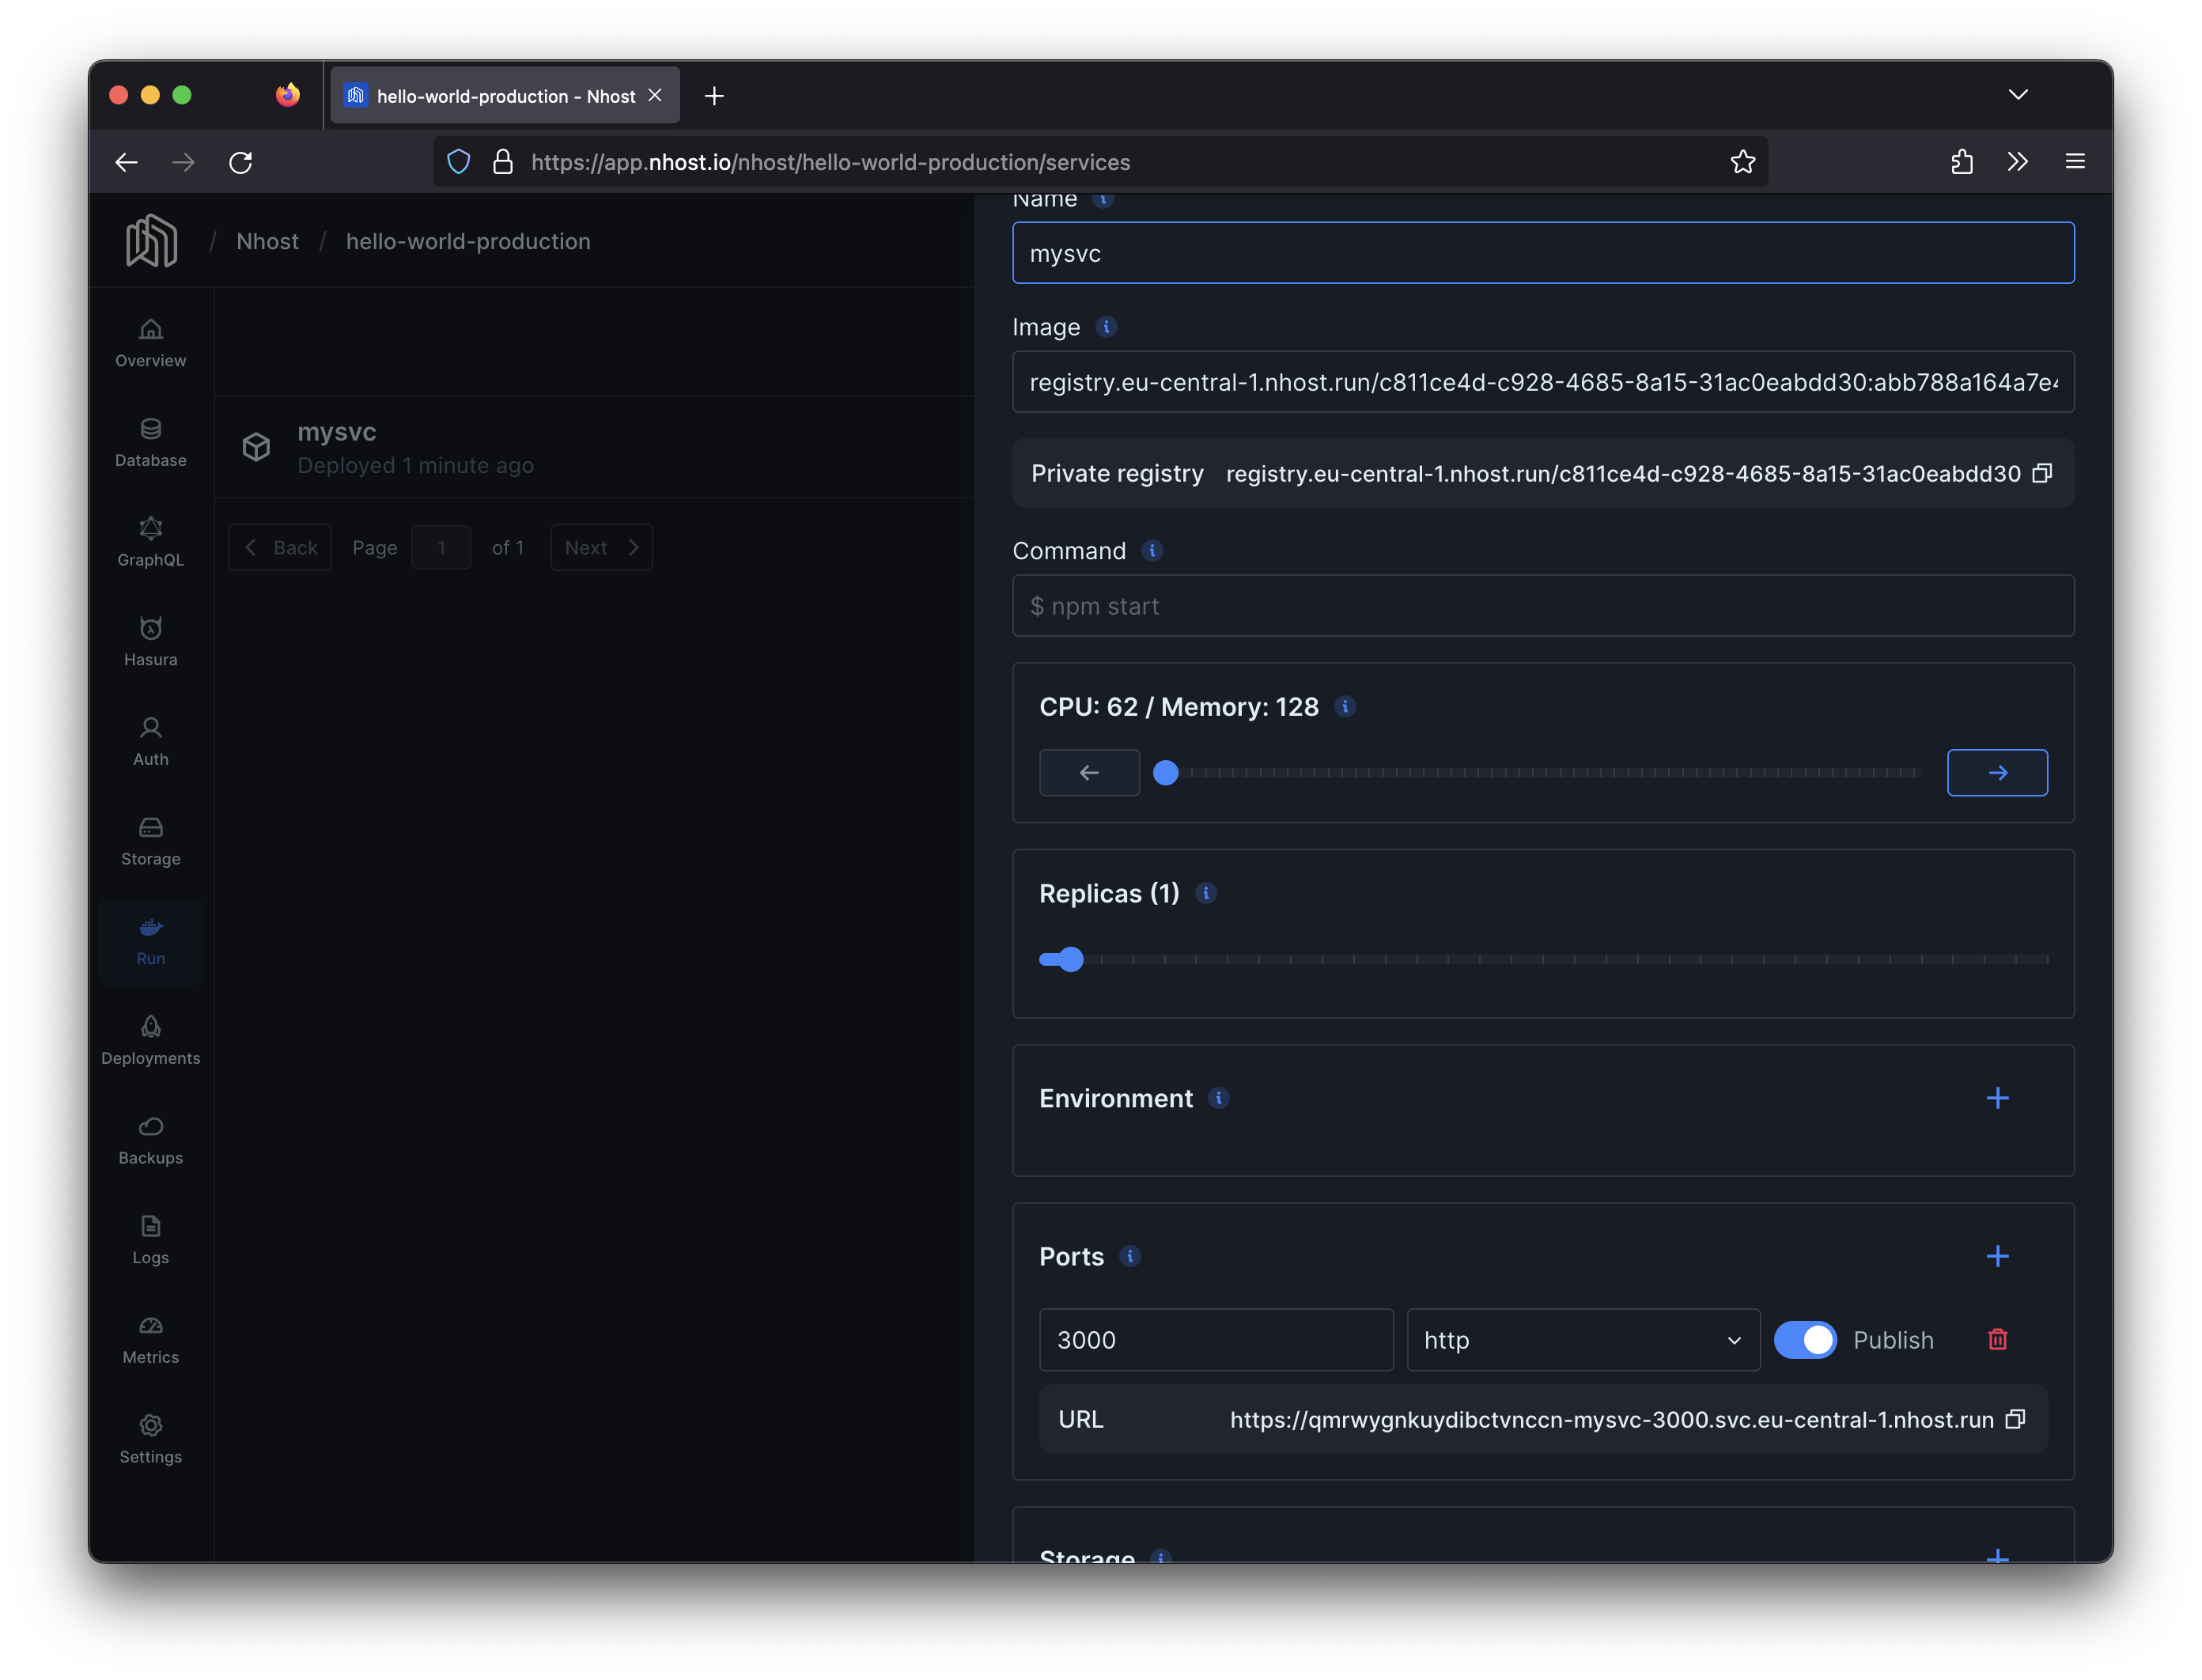 hello-world-production - Nhost
https://app.nhost.io/nhost/hello-world-production/services
/ Nhost / hello-world-production
Overview
Database
GraphQL
Hasura
Auth
Storage
Run
Deployments
Backups
Logs
Metrics
Settings
mysvc
Deployed 1 minute ago
Back Page 1 of 1 Next
Name
mysvc
Image
registry.eu-central-1.nhost.run/c811ce4d-c928-4685-8a15-31ac0eabdd30:abb788a164a7e4
Private registry registry.eu-central-1.nhost.run/c811ce4d-c928-4685-8a15-31ac0eabdd30
Command
$ npm start
CPU: 62 / Memory: 128
Replicas (1)
Environment
Ports
3000 http Publish
URL https://qmrwygnkuydibctvnccn-mysvc-3000.svc.eu-central-1.nhost.run
Storage